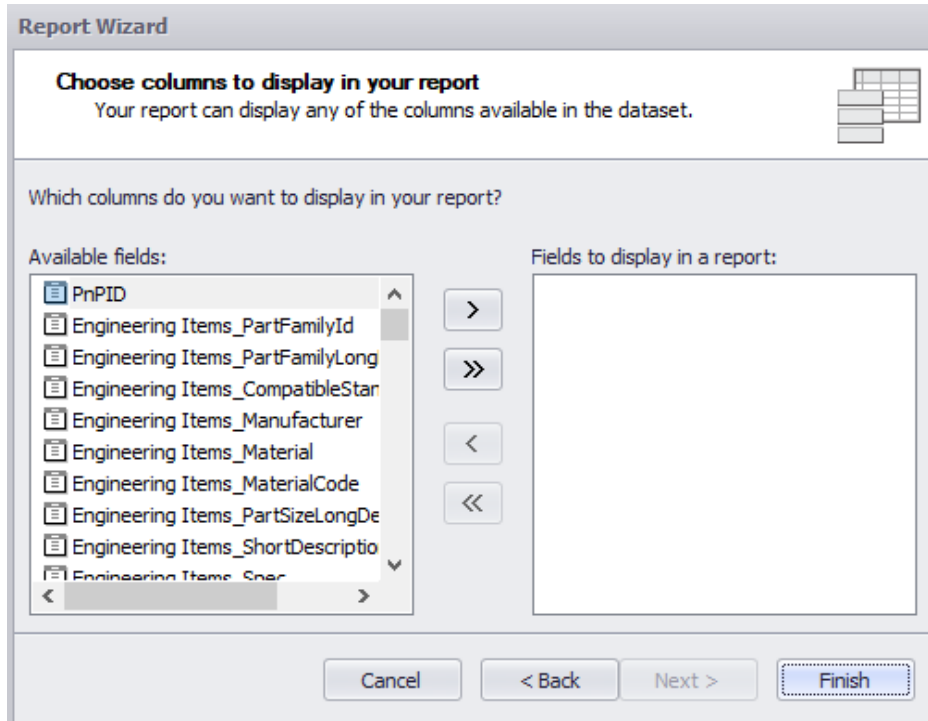 Report Wizard
Choose columns to display in your report
Your report can display any of the columns available in the dataset.
Which columns do you want to display in your report?
Available fields:
Fields to display in a report:
PnPID
Engineering Items_PartFamilyId
Engineering Items_PartFamilyLong
Engineering Items_CompatibleStan
Engineering Items_Manufacturer
Engineering Items_Material
Engineering Items_MaterialCode
Engineering Items_PartSizeLongDe
Engineering Items_ShortDescriptio
Engineering Items_Spec
>
>>
<
<<
Cancel
< Back
Next >
Finish